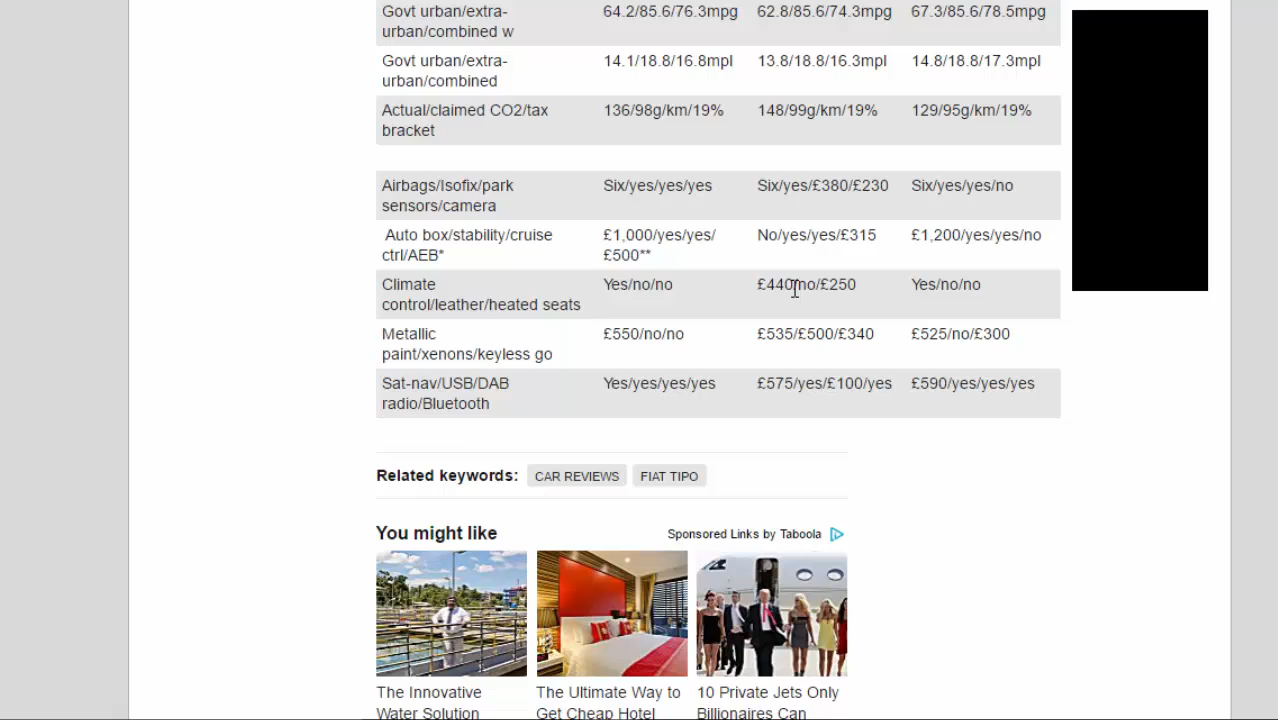 Govt urban/extra- 64.2/85.6/76.3mpg 62.8/85.6/74.3mpg 67.3/85.6/78.5mpg
urban/combined w
Govt urban/extra- 14.1/18.8/16.8mpl 13.8/18.8/16.3mpl 14.8/18.8/17.3mpl
urban/combined
Actual/claimed CO2/tax 136/98g/km/19% 148/99g/km/19% 129/95g/km/19%
bracket
Airbags/Isofix/park Six/yes/yes/yes Six/yes/£380/£230 Six/yes/yes/no
sensors/camera
Auto box/stability/cruise £1,000/yes/yes/ No/yes/yes/£315 £1,200/yes/yes/no
ctrl/AEB* £500**
Climate Yes/no/no £440/no/£250 Yes/no/no
control/leather/heated seats
Metallic £550/no/no £535/£500/£340 £525/no/£300
paint/xenons/keyless go
Sat-nav/USB/DAB Yes/yes/yes/yes £575/yes/£100/yes £590/yes/yes/yes
radio/Bluetooth
Related keywords: CAR REVIEWS FIAT TIPO
You might like Sponsored Links by Taboola
The Innovative The Ultimate Way to 10 Private Jets Only
Water Solution Get Cheap Hotel Billionaires Can